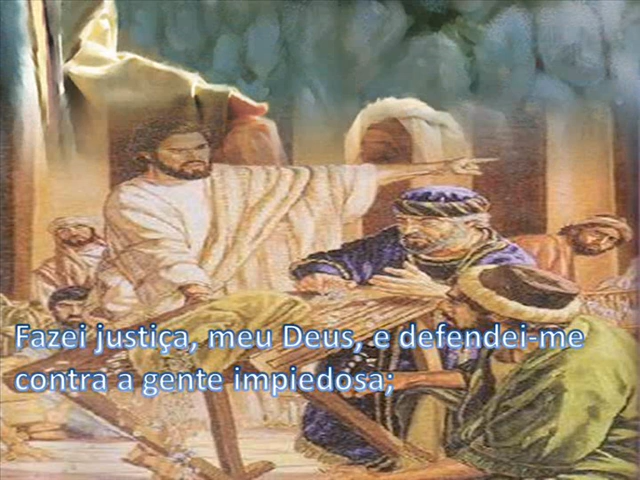 Fazei justiça, meu Deus, e defendei-me
contra a gente impiedosa;